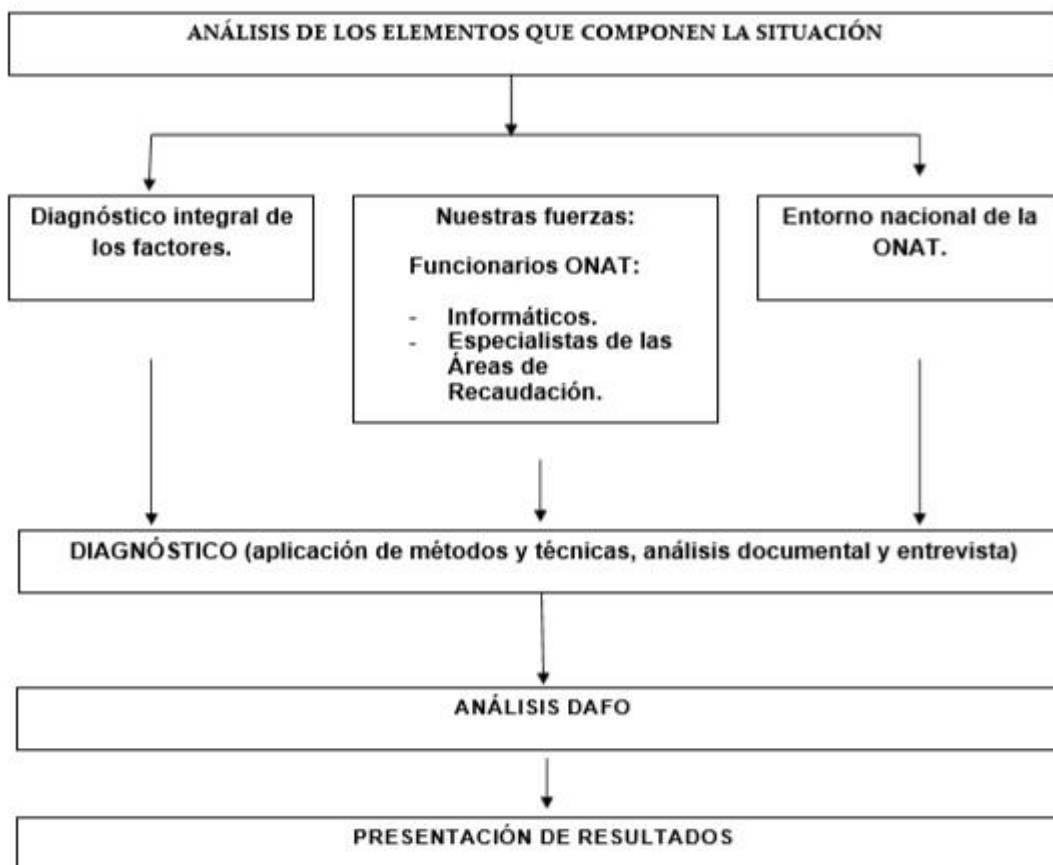 ANÁLISIS DE LOS ELEMENTOS QUE COMPONEN LA SITUACIÓN
Diagnóstico integral de
los factores.
Nuestras fuerzas:
Funcionarios ONAT:
- Informáticos.
- Especialistas de las
Áreas de
Recaudación.
Entorno nacional de la
ONAT.
DIAGNÓSTICO (aplicación de métodos y técnicas, análisis documental y entrevista)
ANÁLISIS DAFO
PRESENTACIÓN DE RESULTADOS